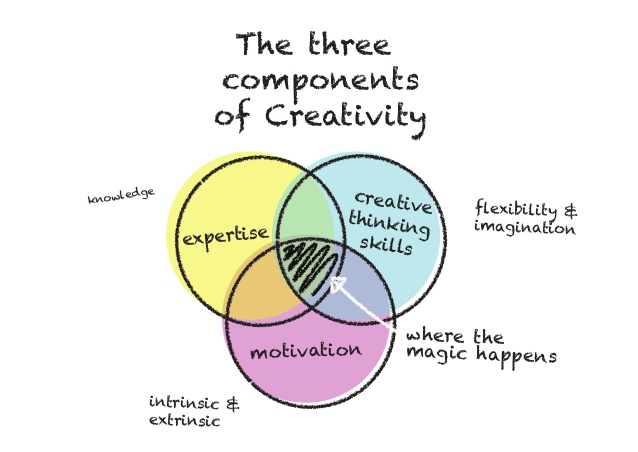 The three
components
of Creativity
knowledge
expertise
creative
thinking
skills
flexibility &
imagination
motivation
where the
magic happens
intrinsic &
extrinsic